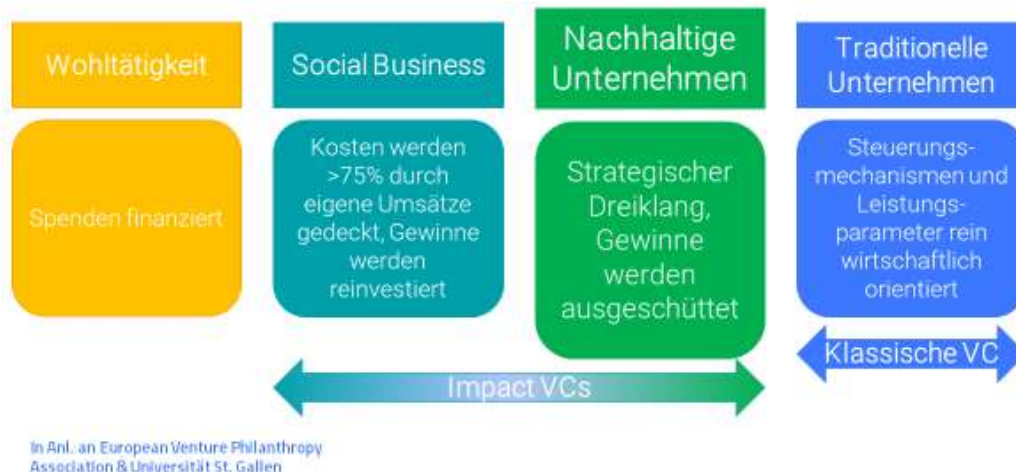 Wohltätigkeit
Social Business
Nachhaltige
Unternehmen
Traditionelle
Unternehmen
Spenden finanziert
Kosten werden
>75% durch
eigene Umsätze
gedeckt, Gewinne
werden
reinvestiert
Strategischer
Dreiklang,
Gewinne
werden
ausgeschüttet
Steuerungs-
mechanismen und
Leistungs-
parameter rein
wirtschaftlich
orientiert
Klassische VC
Impact VCs
In Anl. an European Venture Philanthropy
Association & Universität St. Gallen